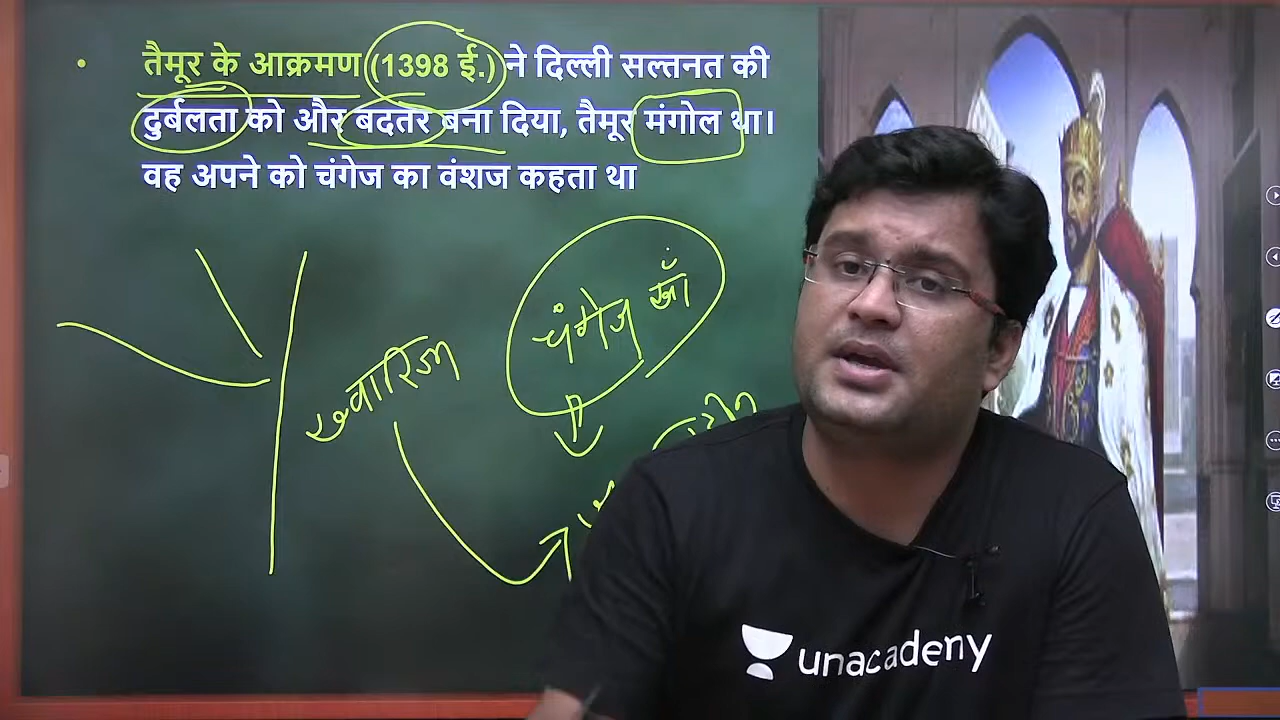 • तैमूर के आक्रमण (1398 ई.) ने दिल्ली सल्तनत की
दुर्बलता को और बदतर बना दिया, तैमूर मंगोल था।
वह अपने को चंगेज का वंशज कहता था
चंगेज खाँ
ख्वारिज्म
unacademy